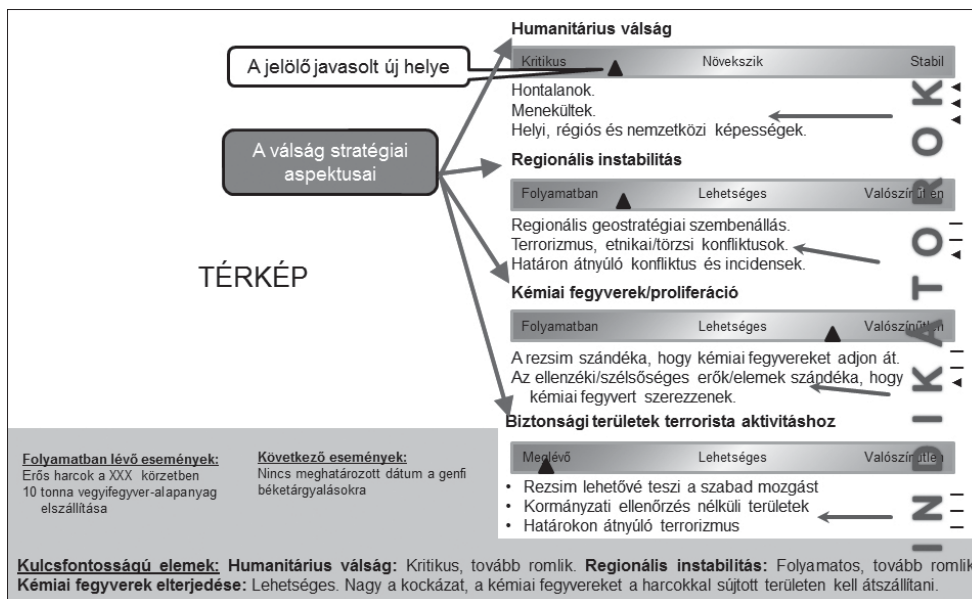 Humanitárius válság
A jelölő javasolt új helye
Kritikus Növekszik Stabil
Hontalanok.
Menekültek.
Helyi, régiós és nemzetközi képességek.
A válság stratégiai
aspektusai
Regionális instabilitás
Folyamatban Lehetséges Valószínűtlen
Regionális geostratégiai szembenállás.
Terrorizmus, etnikai/törzsi konfliktusok.
Határon átnyúló konfliktus és incidensek.
TÉRKÉP
Kémiai fegyverek/proliferáció
Folyamatban Lehetséges Valószínűtlen
A rezsim szándéka, hogy kémiai fegyvereket adjon át.
Az ellenzéki/szélsőséges erők/elemek szándéka, hogy
kémiai fegyvert szerezzenek.
Biztonsági területek terrorista aktivitáshoz
Meglévő Lehetséges Valószínűtlen
• Rezsim lehetővé teszi a szabad mozgást
• Kormányzati ellenőrzés nélküli területek
• Határokon átnyúló terrorizmus
INDIKÁTOROK
Folyamatban lévő események:
Erős harcok a XXX körzetben
10 tonna vegyifegyver-alapanyag
elszállítása
Következő események:
Nincs meghatározott dátum a genfi
béketárgyalásokra
Kulcsfontosságú elemek: Humanitárius válság: Kritikus, tovább romlik. Regionális instabilitás: Folyamatos, tovább romlik
Kémiai fegyverek elterjedése: Lehetséges. Nagy a kockázat, a kémiai fegyvereket a harcokkal sújtott területen kell átszállítani.